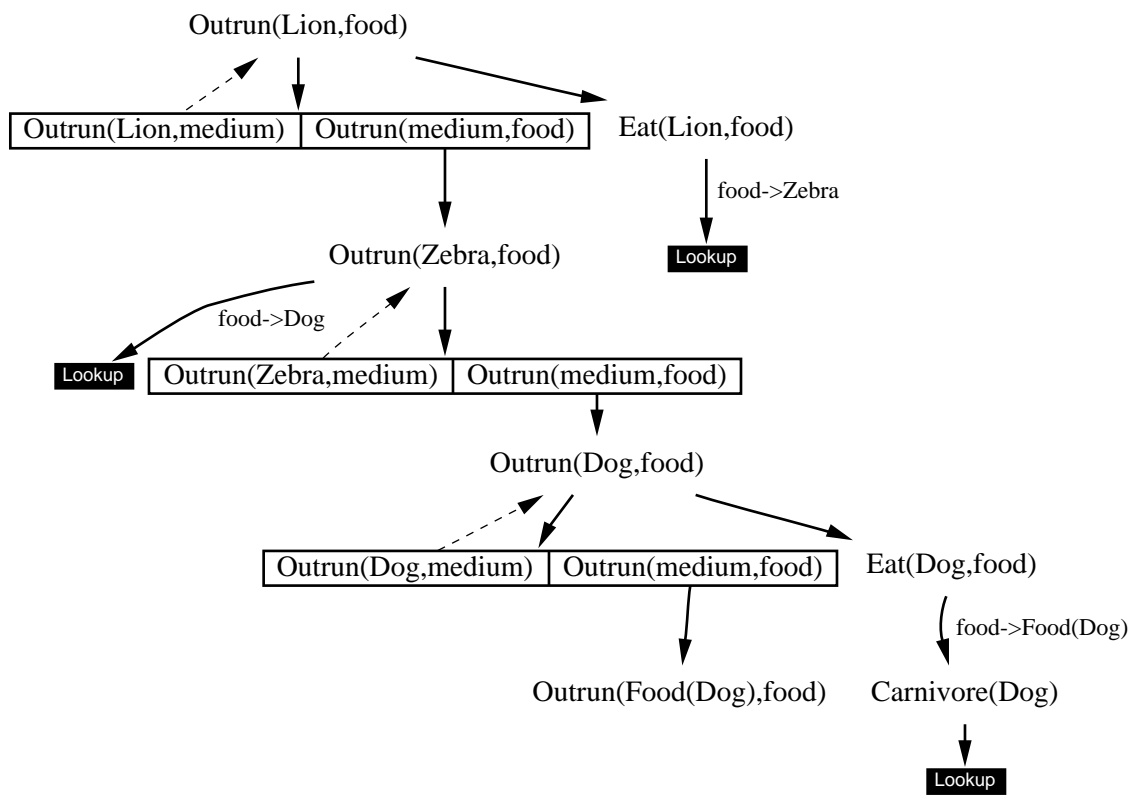 Outrun(Lion,food)
Outrun(Lion,medium) Outrun(medium,food) Eat(Lion,food)
food->Zebra
Outrun(Zebra,food) Lookup
food->Dog
Lookup Outrun(Zebra,medium) Outrun(medium,food)
Outrun(Dog,food)
Outrun(Dog,medium) Outrun(medium,food) Eat(Dog,food)
food->Food(Dog)
Outrun(Food(Dog),food) Carnivore(Dog)
Lookup